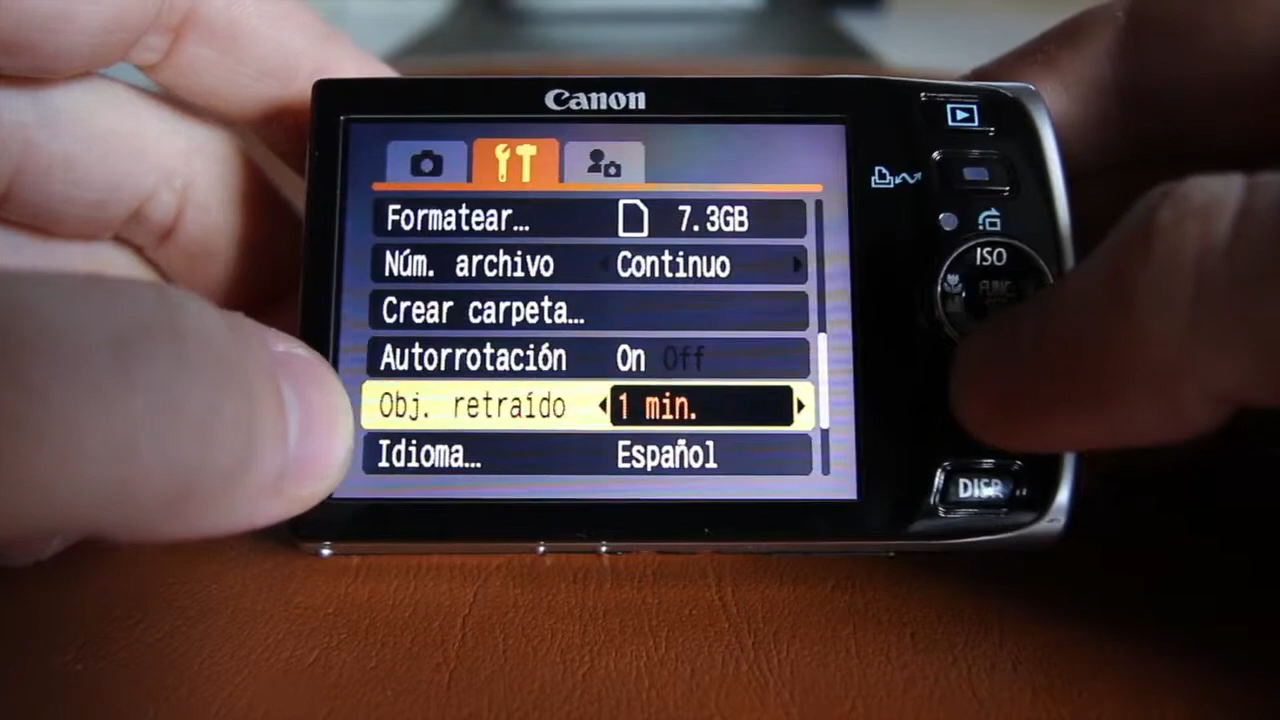 Canon
Formatear... 7.3GB
Núm. archivo Continuo
Crear carpeta...
Autorrotación On Off
Obj. retraído 1 min.
Idioma... Español
ISO
FUNC.
DISP.